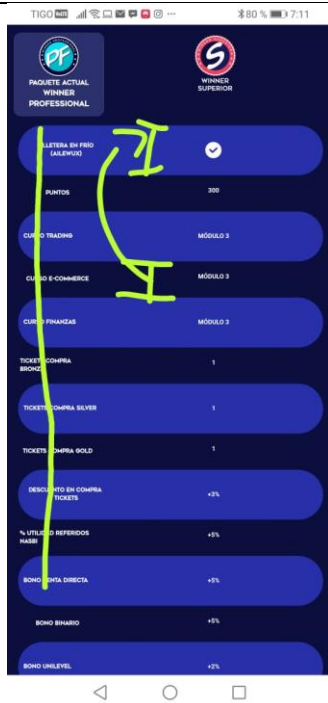 TIGO 80 % 7:11
PF S
PAQUETE ACTUAL
WINNER
PROFESSIONAL
WINNER
SUPERIOR
LLETERA EN FRÍO
(AILEWUX)
PUNTOS 300
CURSO TRADING MÓDULO 3
CURSO E-COMMERCE MÓDULO 3
CURSO FINANZAS MÓDULO 3
TICKETS COMPRA
BRONZE 1
TICKETS COMPRA SILVER 1
TICKETS COMPRA GOLD 1
DESCUENTO EN COMPRA
TICKETS +3%
% UTILIDAD REFERIDOS
NASBI +5%
BONO VENTA DIRECTA +5%
BONO BINARIO +5%
BONO UNILEVEL +2%